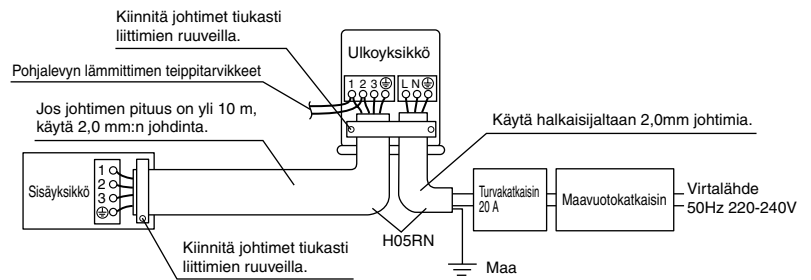 Kiinnitä johtimet tiukasti
liittimien ruuveilla.
Ulkoyksikkö
1 2 3 L N
Pohjalevyn lämmittimen teippitarvikkeet
Jos johtimen pituus on yli 10 m,
käytä 2,0 mm:n johdinta.
Käytä halkaisijaltaan 2,0mm johtimia.
Sisäyksikkö
1
2
3
Turvakatkaisin
20 A
Maavuotokatkaisin
Virtalähde
50Hz 220-240V
H05RN
Kiinnitä johtimet tiukasti
liittimien ruuveilla.
Maa